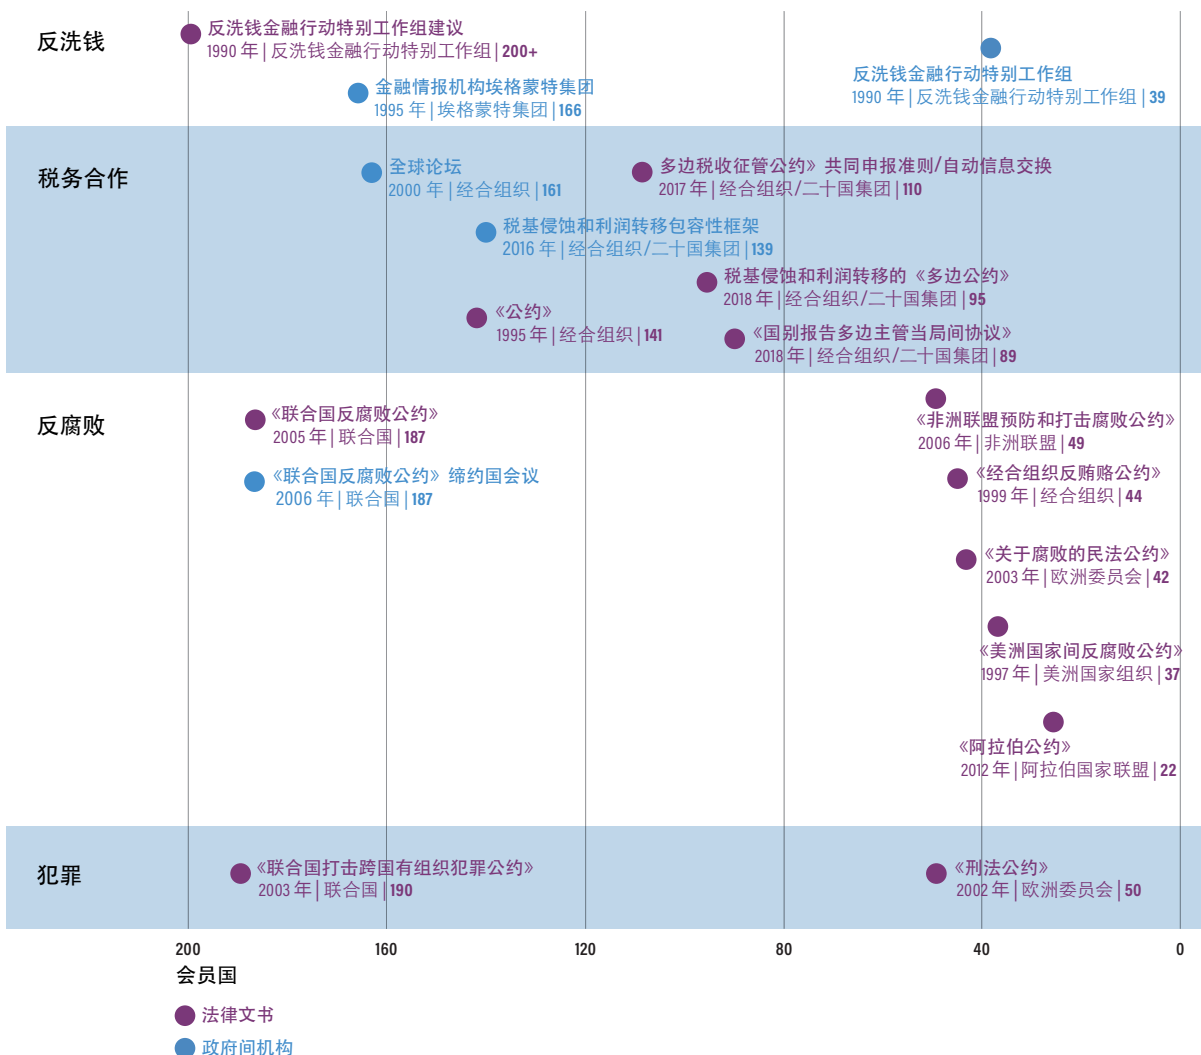 反洗钱
反洗钱金融行动特别工作组建议
1990 年 | 反洗钱金融行动特别工作组 | 200+
金融情报机构埃格蒙特集团
1995 年 | 埃格蒙特集团 | 166
反洗钱金融行动特别工作组
1990 年 | 反洗钱金融行动特别工作组 | 39
税务合作
全球论坛
2000 年 | 经合组织 | 161
多边税收征管公约》共同申报准则/自动信息交换
2017 年 | 经合组织/二十国集团 | 110
税基侵蚀和利润转移包容性框架
2016 年 | 经合组织/二十国集团 | 139
税基侵蚀和利润转移的《多边公约》
2018 年 | 经合组织/二十国集团 | 95
《公约》
1995 年 | 经合组织 | 141
《国别报告多边主管当局间协议》
2018 年 | 经合组织/二十国集团 | 89
反腐败
《联合国反腐败公约》
2005 年 | 联合国 | 187
《联合国反腐败公约》缔约国会议
2006 年 | 联合国 | 187
《非洲联盟预防和打击腐败公约》
2006 年 | 非洲联盟 | 49
《经合组织反贿赂公约》
1999 年 | 经合组织 | 44
《关于腐败的民法公约》
2003 年 | 欧洲委员会 | 42
《美洲国家间反腐败公约》
1997 年 | 美洲国家组织 | 37
《阿拉伯公约》
2012 年 | 阿拉伯国家联盟 | 22
犯罪
《联合国打击跨国有组织犯罪公约》
2003 年 | 联合国 | 190
《刑法公约》
2002 年 | 欧洲委员会 | 50
200 160 120 80 40 0
会员国
法律文书
政府间机构